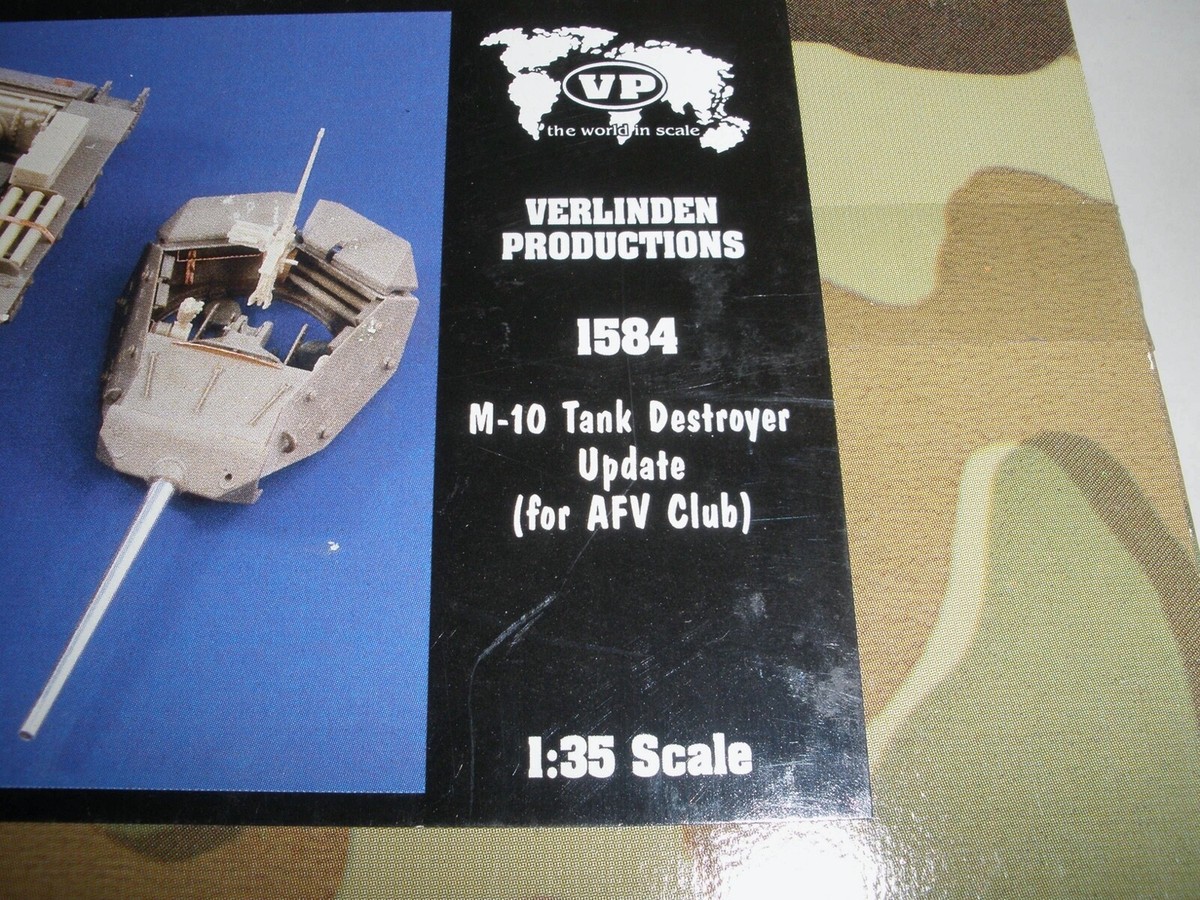 VP
the world in scale
VERLINDEN
PRODUCTIONS
1584
M-10 Tank Destroyer
Update
(for AFV Club)
1:35 Scale